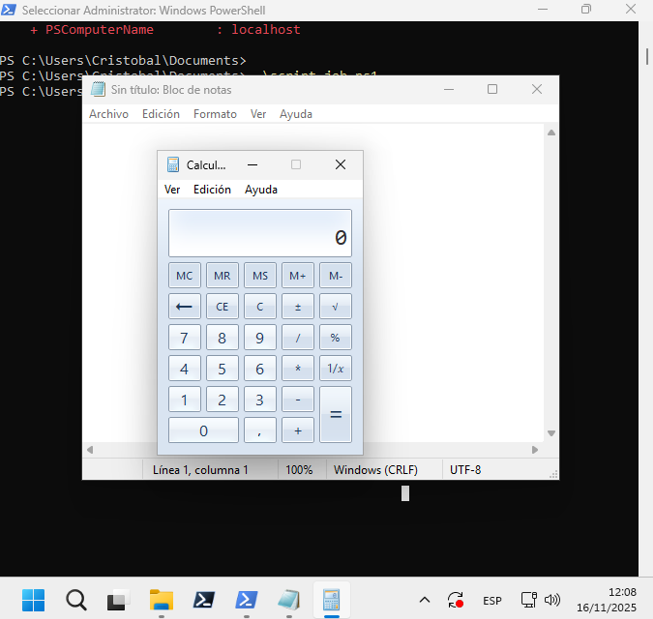 Seleccionar Administrator: Windows PowerShell
+ PSComputerName : localhost
PS C:\Users\Cristobal\Documents>
PS C:\Users\Cristobal\Documents> .\script_job.ps1
PS C:\Users
Sin título: Bloc de notas
Archivo Edición Formato Ver Ayuda
Calcul...
Ver Edición Ayuda
0
MC MR MS M+ M-
← CE C ± √
7 8 9 / %
4 5 6 * 1/x
1 2 3 - =
0 , +
Línea 1, columna 1 100% Windows (CRLF) UTF-8
ESP
12:08
16/11/2025